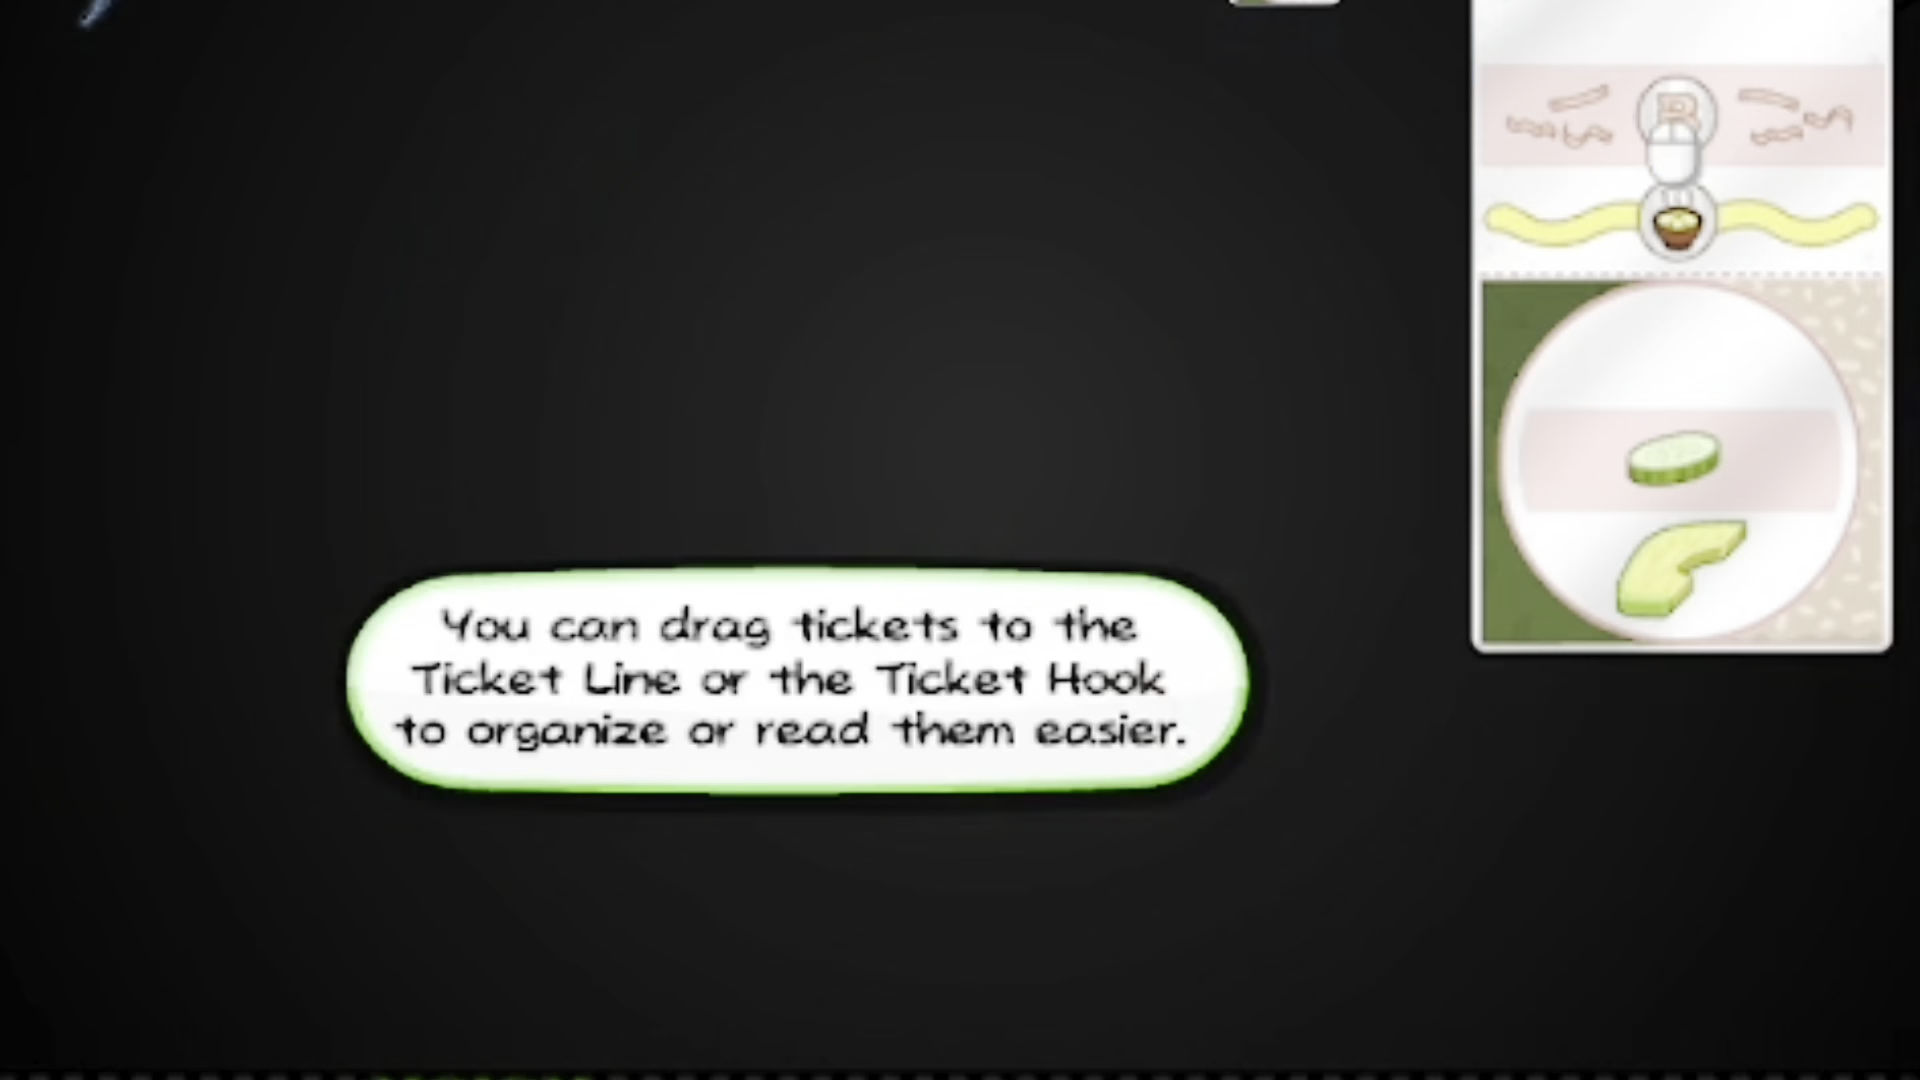 You can drag tickets to the
Ticket Line or the Ticket Hook
to organize or read them easier.